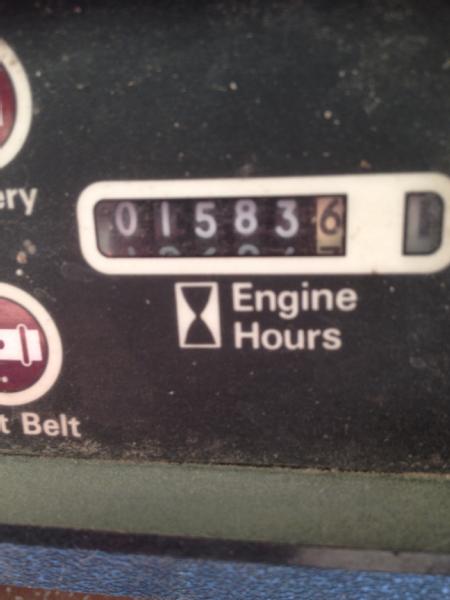 ery
015836
Engine
Hours
t Belt